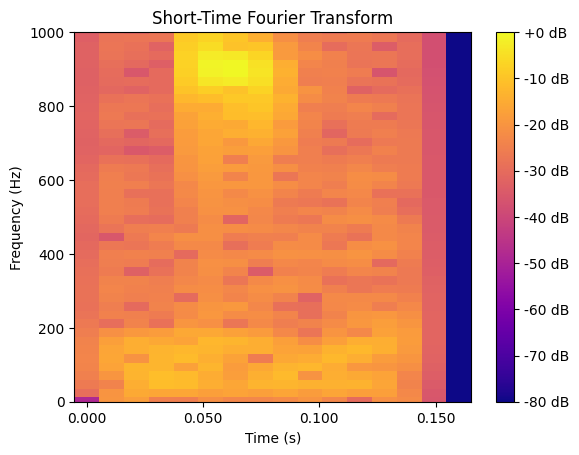 Short-Time Fourier Transform
1000
800
600
400
200
0
Frequency (Hz)
0.000
0.050
0.100
0.150
Time (s)
+0 dB
-10 dB
-20 dB
-30 dB
-40 dB
-50 dB
-60 dB
-70 dB
-80 dB